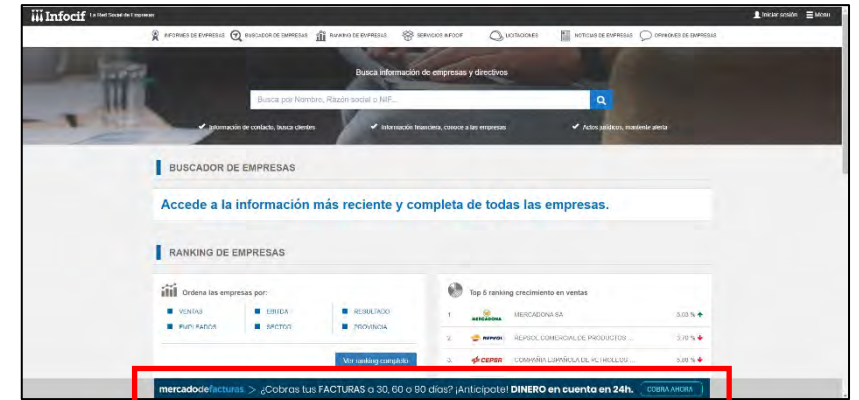 Infocif La Red Social de Empresas
Iniciar sesión Menu
INFORMES DE EMPRESAS BUSCADOR DE EMPRESAS RANKING DE EMPRESAS SERVICIOS INFOCIF LICITACIONES NOTICIAS DE EMPRESAS OPINIONES DE EMPRESAS
Busca información de empresas y directivos
Busca por Nombre, Razón social o NIF...
Información de contacto, busca clientes Información financiera, conoce a las empresas Actos jurídicos, mantente alerta
BUSCADOR DE EMPRESAS
Accede a la información más reciente y completa de todas las empresas.
RANKING DE EMPRESAS
Ordena las empresas por:
VENTAS EBITDA RESULTADO
EMPLEADOS SECTOR PROVINCIA
Ver ranking completo
Top 5 ranking crecimiento en ventas
1. MERCADONA MERCADONA SA
2. REPSOL REPSOL COMERCIAL DE PRODUCTOS ...
3. CEPSA COMPAÑIA ESPAÑOLA DE PETROLEOS ...
mercadodefacturas > ¿Cobras tus FACTURAS a 30, 60 o 90 días? ¡Anticípate! DINERO en cuenta en 24h. COBRA AHORA